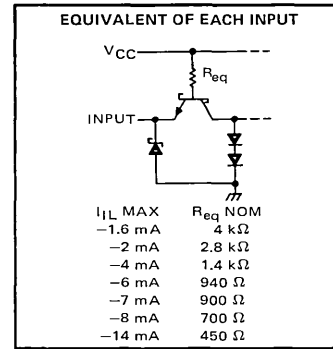 EQUIVALENT OF EACH INPUT
VCC
Req
INPUT
IIL MAX Req NOM
−1.6 mA 4 kΩ
−2 mA 2.8 kΩ
−4 mA 1.4 kΩ
−6 mA 940 Ω
−7 mA 900 Ω
−8 mA 700 Ω
−14 mA 450 Ω